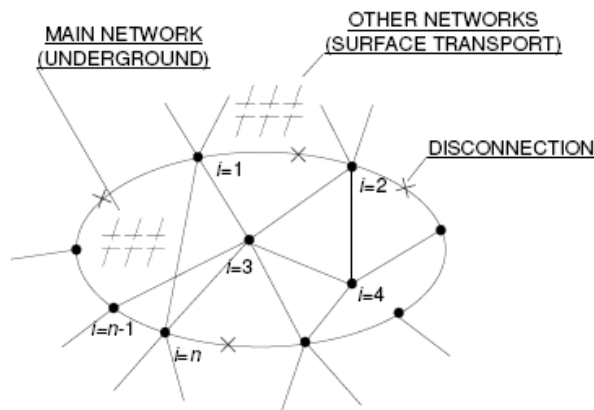 OTHER NETWORKS
(SURFACE TRANSPORT)
MAIN NETWORK
(UNDERGROUND)
DISCONNECTION
i=1
i=2
i=3
i=4
i=n-1
i=n